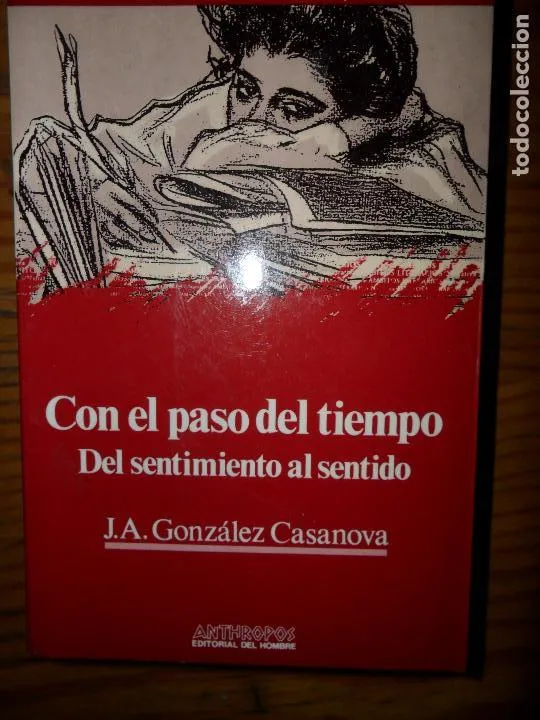 Con el paso del tiempo
Del sentimiento al sentido
J.A. González Casanova
ANTHROPOS
EDITORIAL DEL HOMBRE
todocoleccion